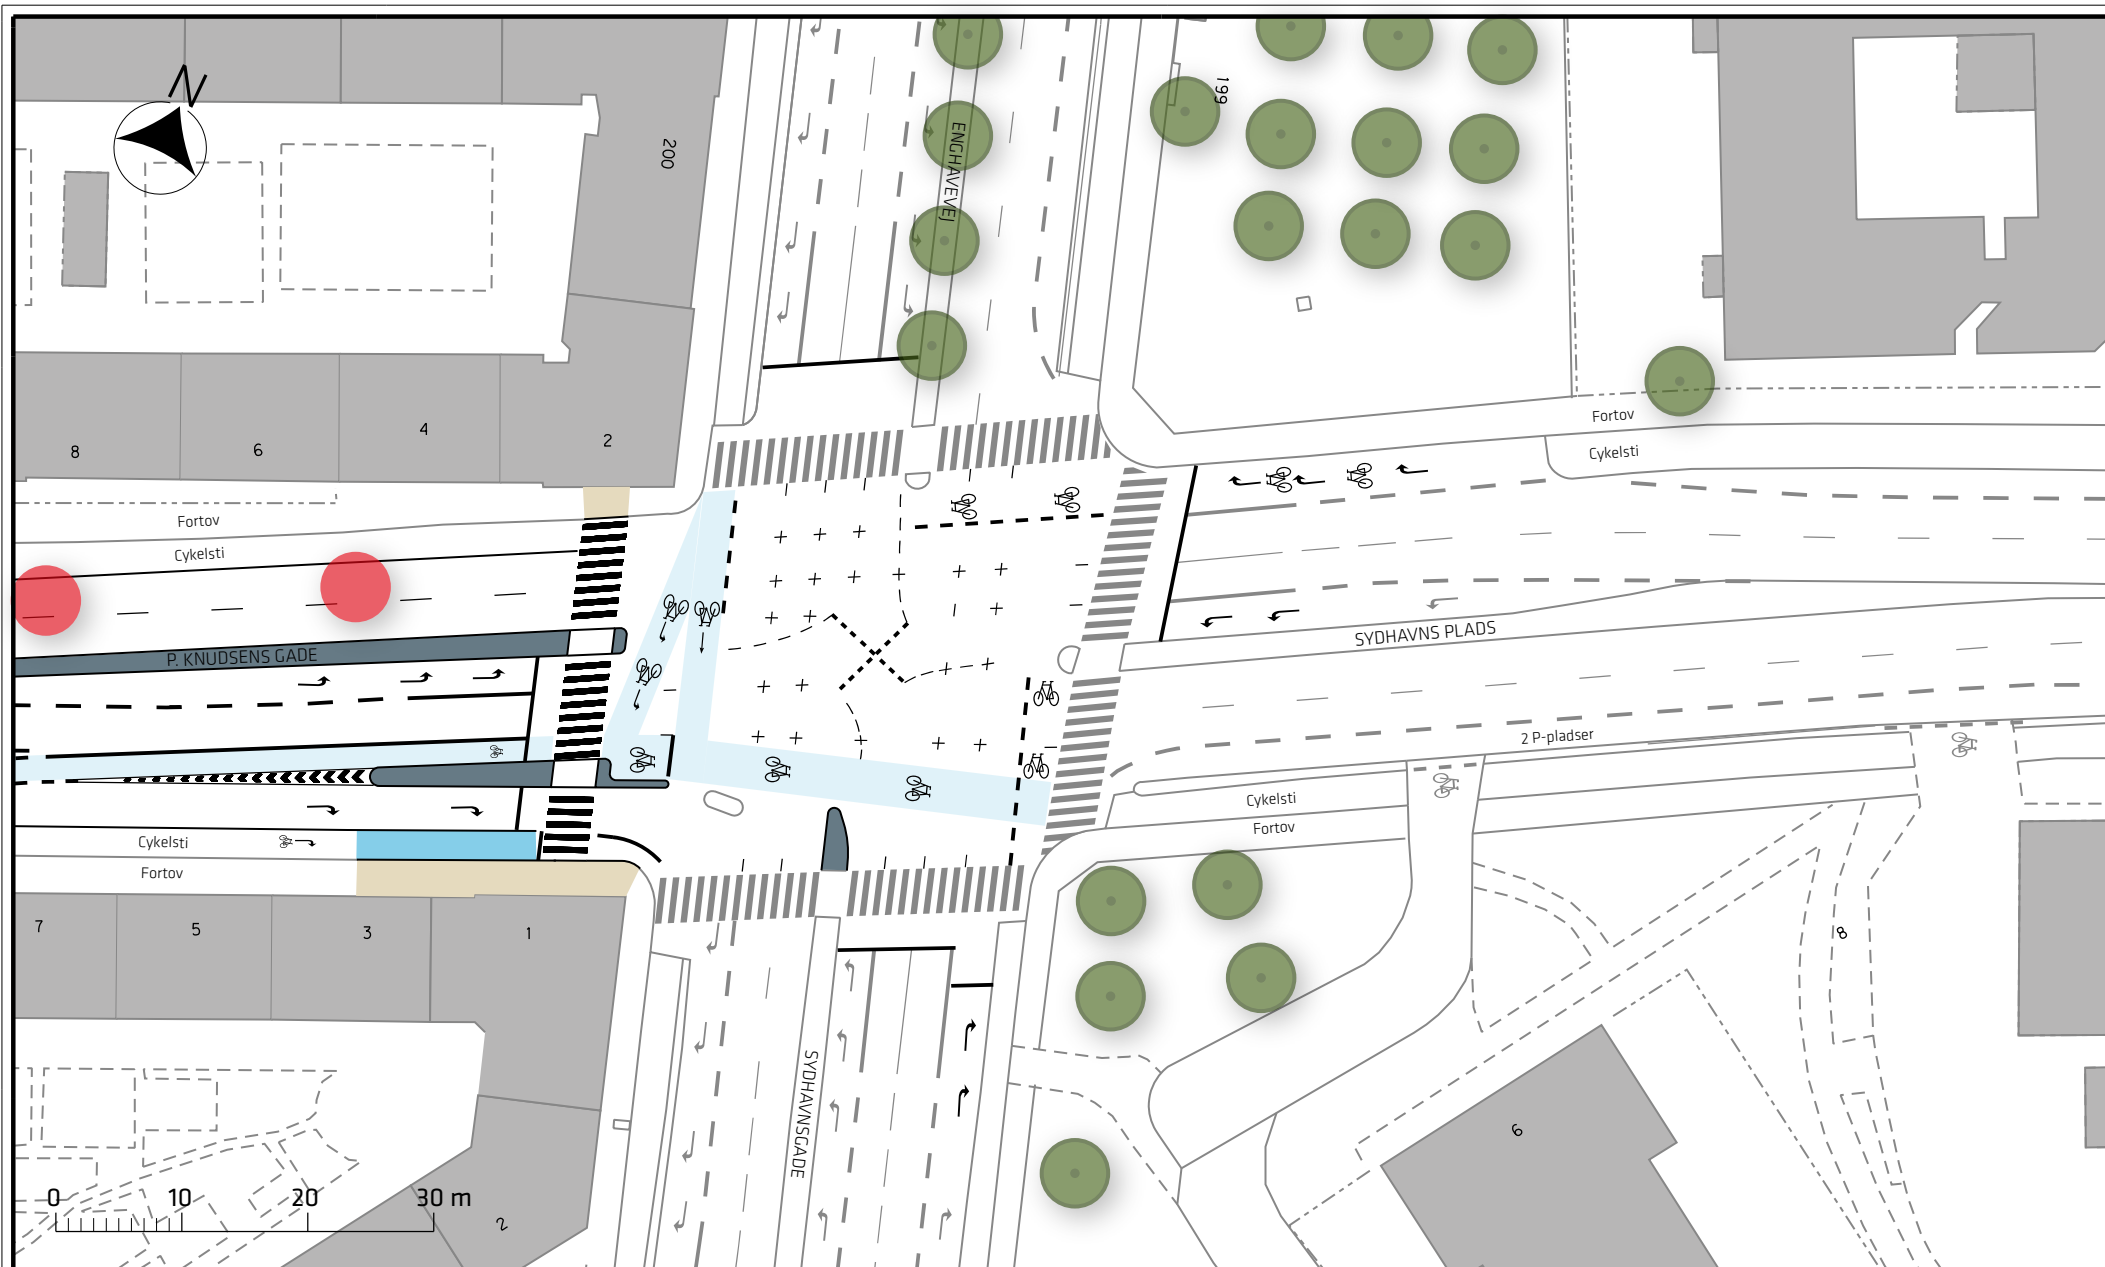 N
200
ENGHAVEVEJ
199
8
6
4
2
Fortov
Cykelsti
Fortov
Cykelsti
P. KNUDSENS GADE
SYDHAVNS PLADS
2 P-pladser
Cykelsti
Fortov
Cykelsti
Fortov
7
5
3
1
8
SYDHAVNSGADE
6
2
0 10 20 30 m